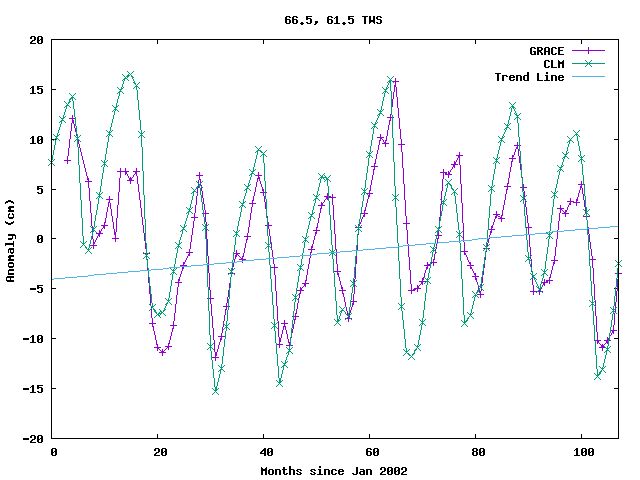 66.5, 61.5 TWS
GRACE
CLM
Trend Line
20
15
10
5
0
-5
-10
-15
-20
Anomaly (cm)
0 20 40 60 80 100
Months since Jan 2002